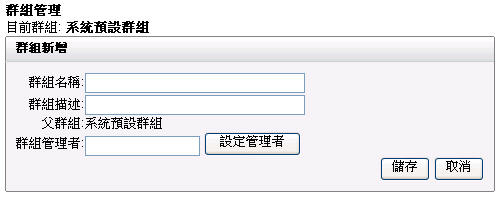 群組管理
目前群組: 系統預設群組
群組新增
群組名稱:
群組描述:
父群組:系統預設群組
群組管理者: 設定管理者
儲存 取消